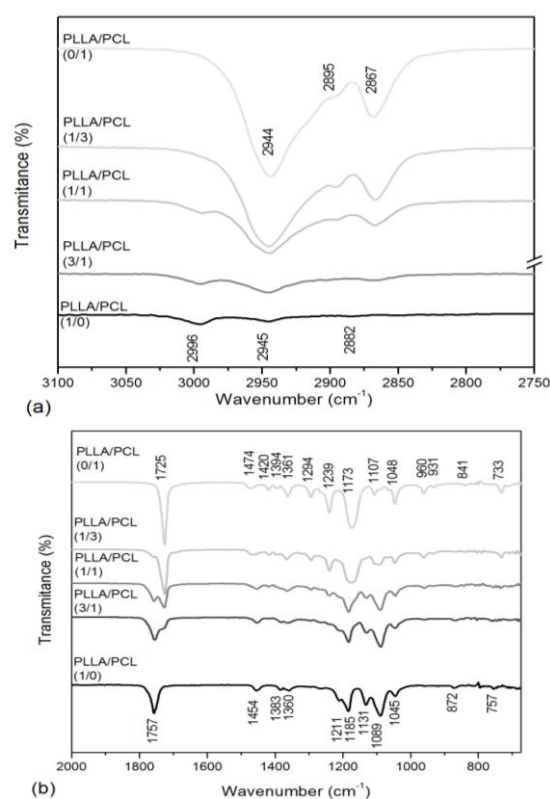 (a)
PLLA/PCL
(0/1)
2895
2867
2944
PLLA/PCL
(1/3)
PLLA/PCL
(1/1)
PLLA/PCL
(3/1)
PLLA/PCL
(1/0)
2996
2945
2882
Transmitance (%)
3100 3050 3000 2950 2900 2850 2800 2750
Wavenumber (cm-1)
PLLA/PCL
(0/1)
1725
1474
1420
1394
1361
1294
1239
1173
1107
1048
960
931
841
733
PLLA/PCL
(1/3)
PLLA/PCL
(1/1)
PLLA/PCL
(3/1)
PLLA/PCL
(1/0)
1757
1454
1383
1360
1211
1185
1131
1089
1045
872
757
Transmitance (%)
2000 1800 1600 1400 1200 1000 800
(b)
Wavenumber (cm-1)